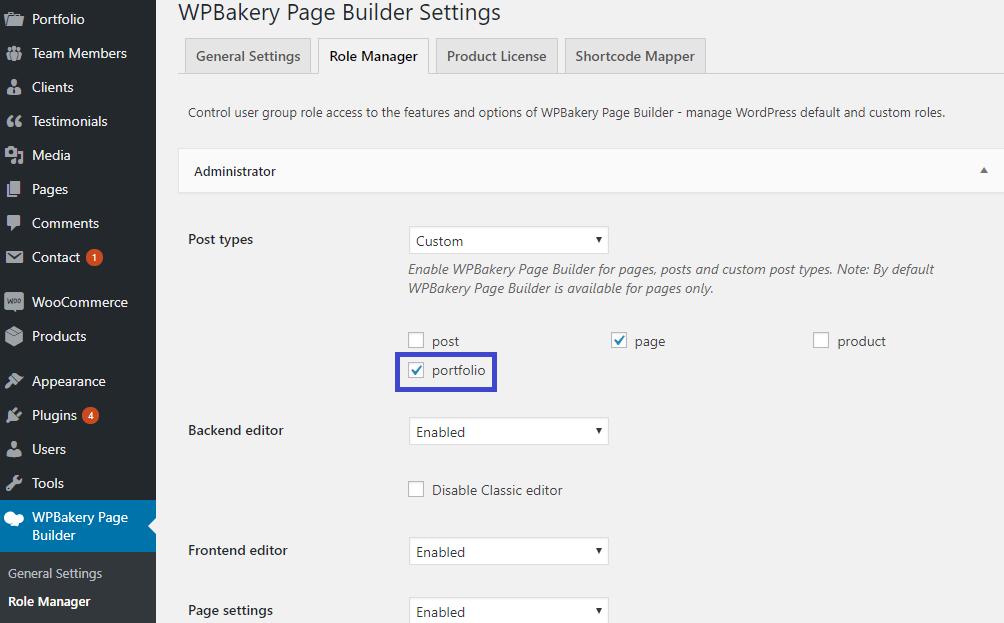 Portfolio
Team Members
Clients
Testimonials
Media
Pages
Comments
Contact 1
WOO WooCommerce
Products
Appearance
Plugins 4
Users
Tools
WPBakery Page
Builder
General Settings
Role Manager
WPBakery Page Builder Settings
General Settings Role Manager Product License Shortcode Mapper
Control user group role access to the features and options of WPBakery Page Builder - manage WordPress default and custom roles.
Administrator
Post types Custom
Enable WPBakery Page Builder for pages, posts and custom post types. Note: By default
WPBakery Page Builder is available for pages only.
post page product
portfolio
Backend editor Enabled
Disable Classic editor
Frontend editor Enabled
Page settings Enabled